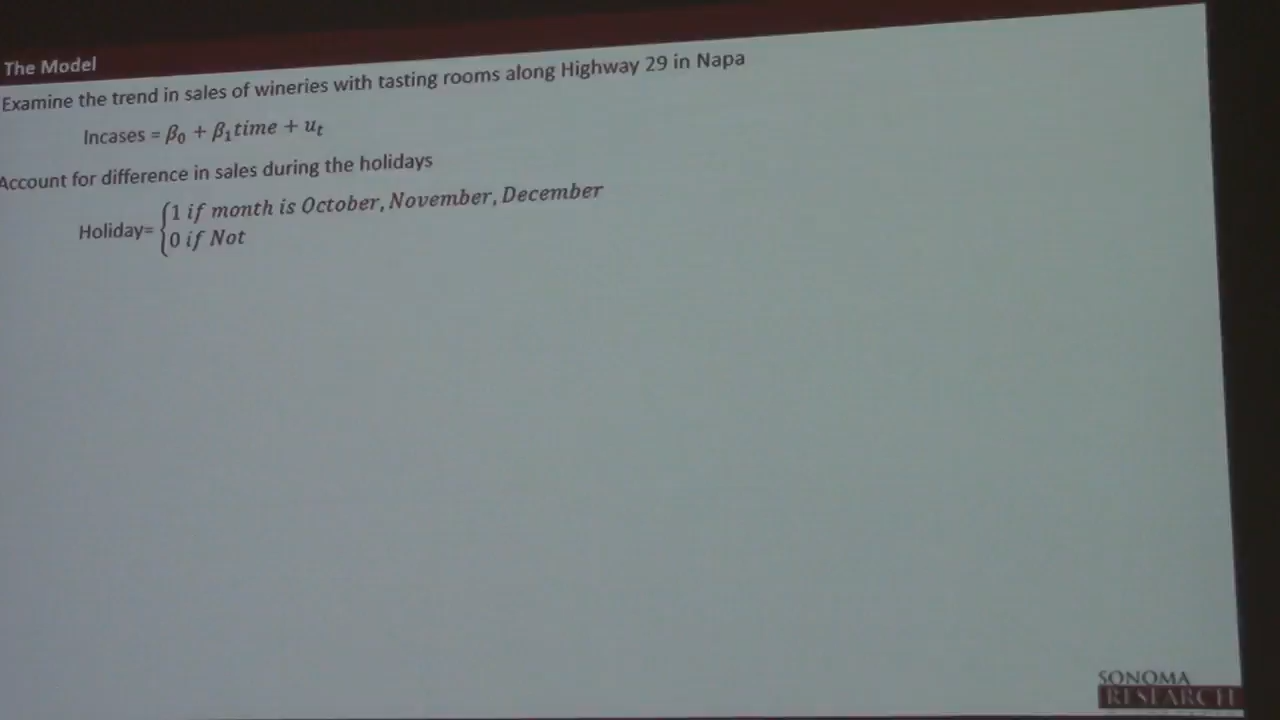 The Model
Examine the trend in sales of wineries with tasting rooms along Highway 29 in Napa
lncases = β₀ + β₁time + uₜ
Account for difference in sales during the holidays
Holiday= {1 if month is October, November, December
0 if Not
SONOMA
RESEARCH